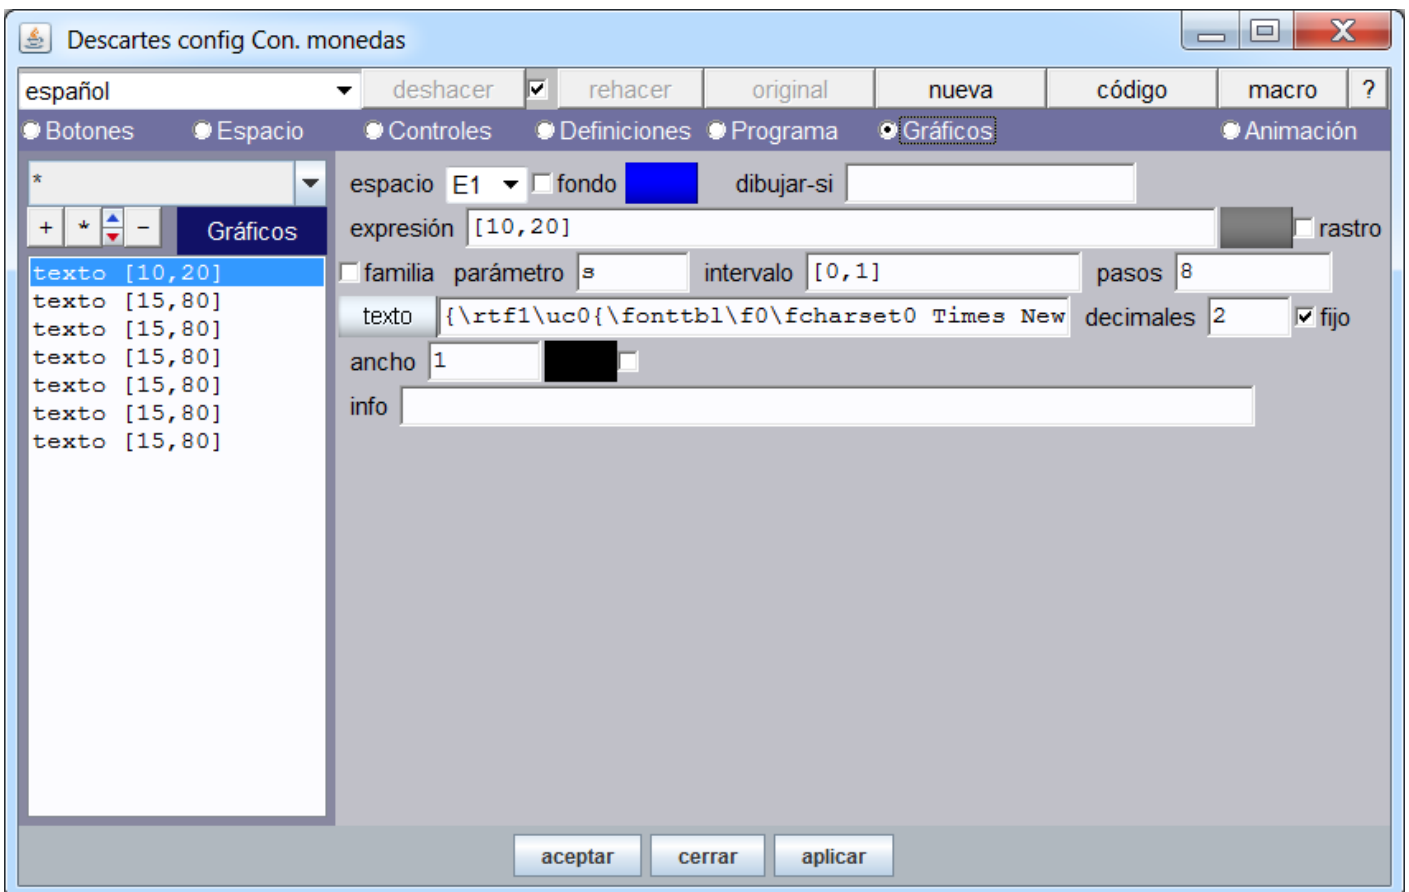 Descartes config Con. monedas
español deshacer rehacer original nueva código macro ?
Botones Espacio Controles Definiciones Programa Gráficos Animación
* espacio E1 fondo dibujar-si
+ * - Gráficos expresión [10,20] rastro
texto [10,20] familia parámetro s intervalo [0,1] pasos 8
texto [15,80] texto {\rtf1\uc0{\fonttbl\f0\fcharset0 Times New decimales 2 fijo
texto [15,80]
texto [15,80] ancho 1
texto [15,80]
texto [15,80] info
texto [15,80]
aceptar cerrar aplicar